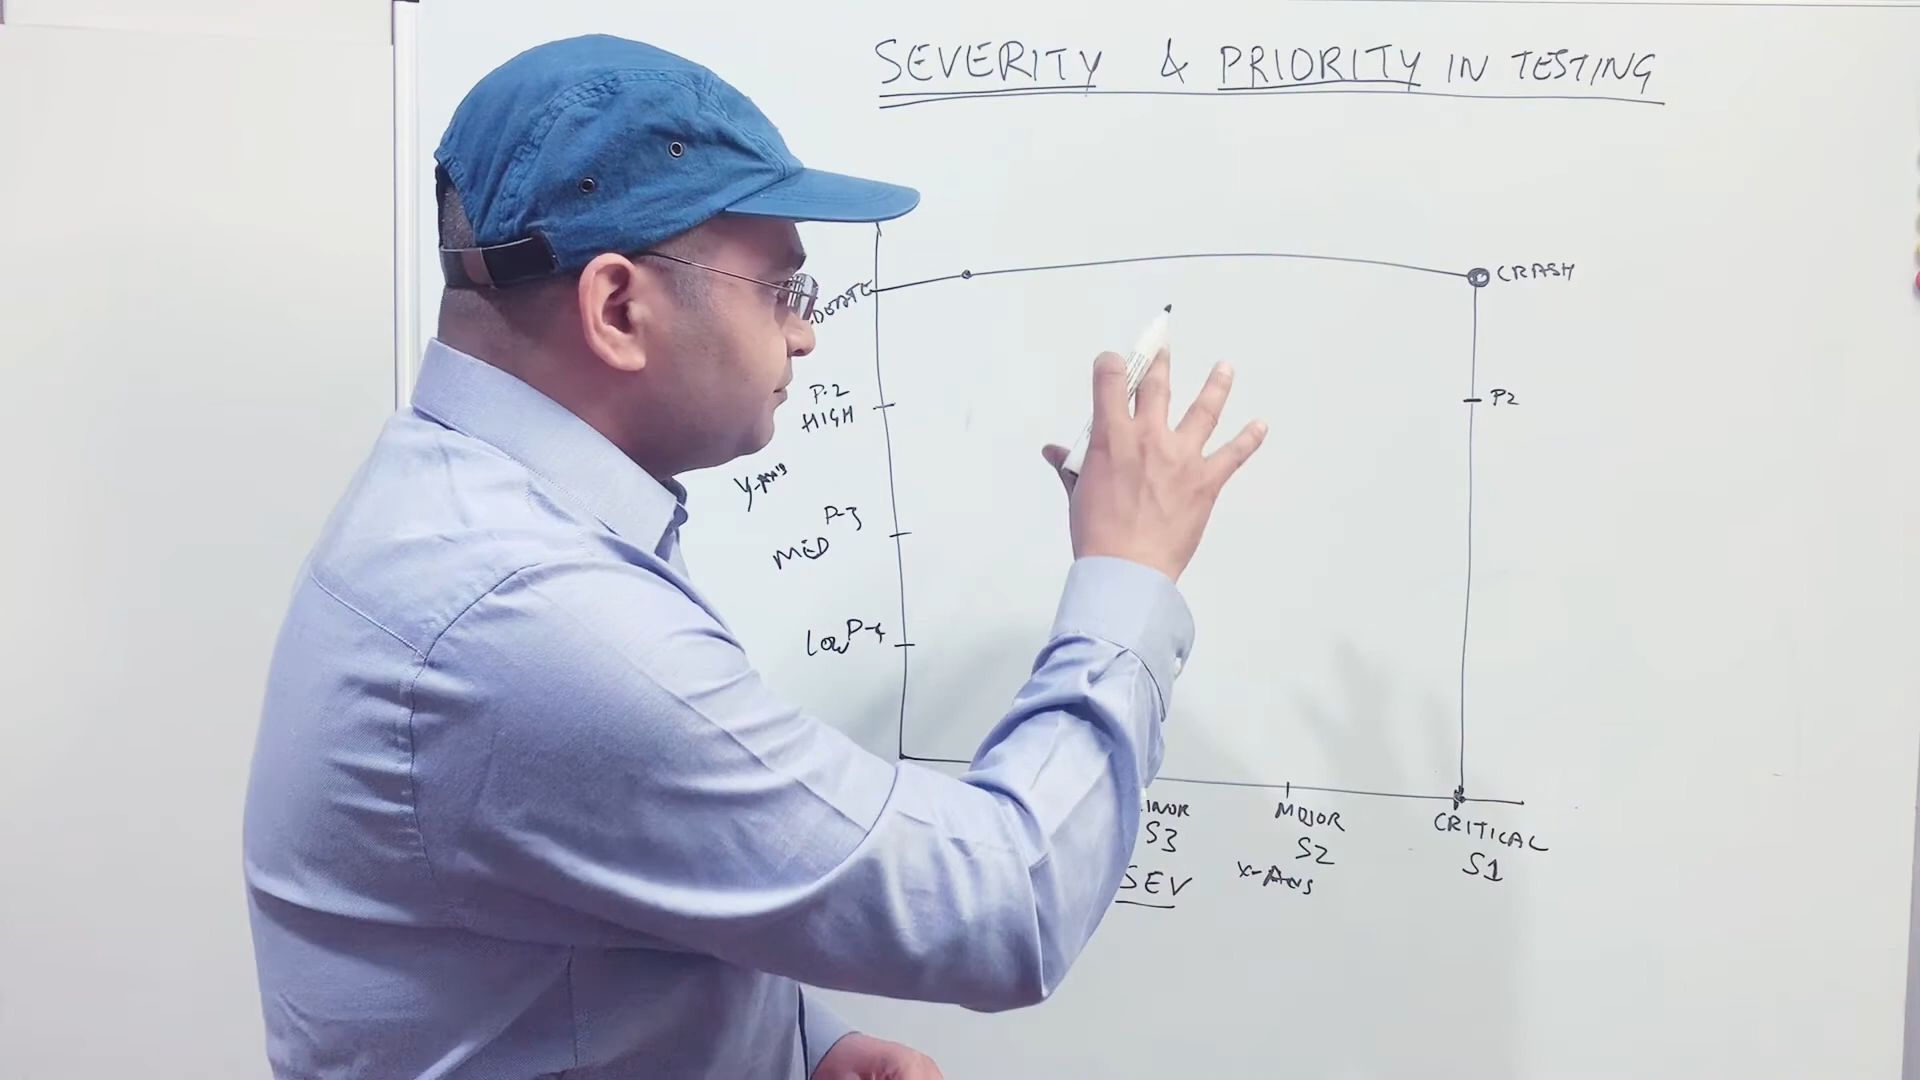 SEVERITY & PRIORITY IN TESTING
CRASH
P.2
HIGH
P2
Y-Axis
P-3
MED
LOW P-4
MAJOR
S2
X-Axis
CRITICAL
S1
S3
SEV